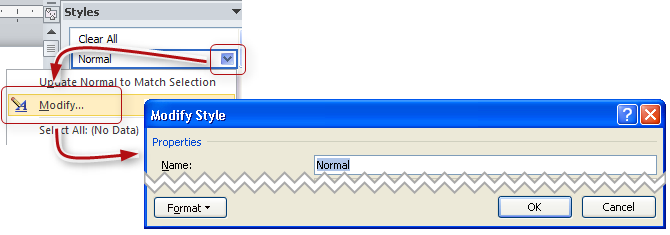 Styles
Clear All
Normal
Update Normal to Match Selection
Modify...
Select All: (No Data)
Modify Style
Properties
Name: Normal
Format OK Cancel